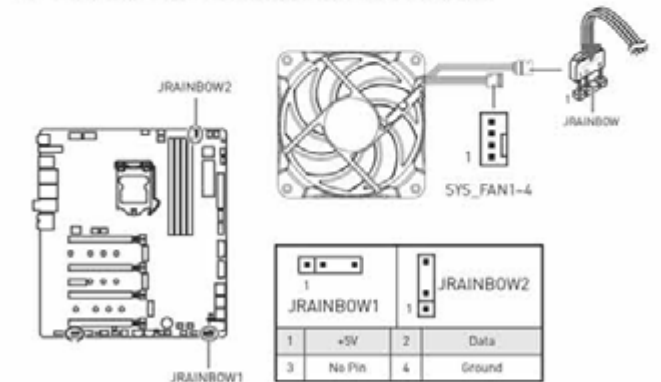 JRAINBOW2
1
JRAINBOW
1
SYS_FAN1~4
1
JRAINBOW1
1
JRAINBOW2
1 +5V 2 Data
3 No Pin 4 Ground
JRAINBOW1